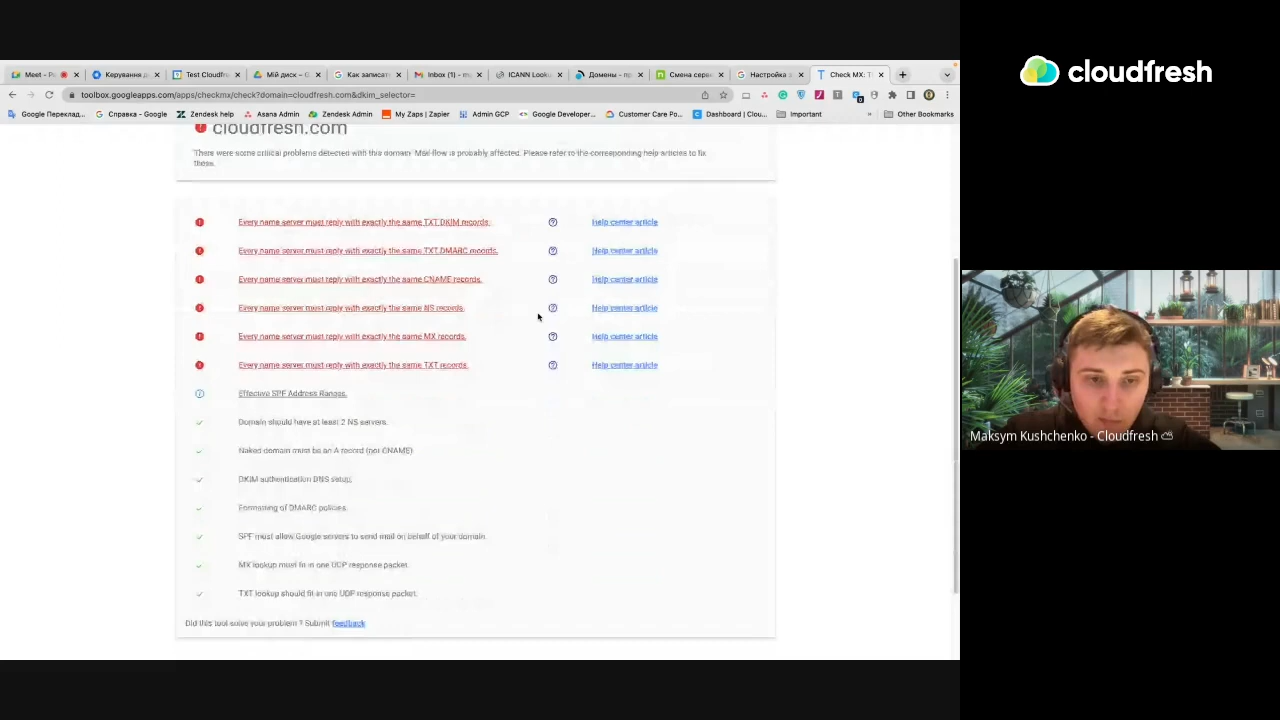 cloudfresh
Meet - P
Керування д
Test Cloudfr
Мій диск – G
Как записат
Inbox (1) - m
ICANN Look
Домены – пр
Смена серве
Настройка з
Check MX: T
toolbox.googleapps.com/apps/checkmx/check?domain=cloudfresh.com&dkim_selector=
Google Переклад...
Справка - Google
Zendesk help
Asana Admin
Zendesk Admin
My Zaps | Zapier
Admin GCP
Google Developer...
Customer Care Po...
Dashboard | Clou...
Important
Other Bookmarks
cloudfresh.com
There were some critical problems detected with this domain. Mail-flow is probably affected. Please refer to the corresponding help articles to fix
these.
Every name server must reply with exactly the same TXT DKIM records. Help center article
Every name server must reply with exactly the same TXT DMARC records. Help center article
Every name server must reply with exactly the same CNAME records. Help center article
Every name server must reply with exactly the same NS records. Help center article
Every name server must reply with exactly the same MX records. Help center article
Every name server must reply with exactly the same TXT records. Help center article
Effective SPF Address Ranges.
Domain should have at least 2 NS servers.
Naked domain must be an A record (not CNAME)
DKIM authentication DNS setup.
Formatting of DMARC policies.
SPF must allow Google servers to send mail on behalf of your domain.
MX lookup must fit in one UDP response packet.
TXT lookup should fit in one UDP response packet.
Did this tool solve your problem ? Submit feedback
Maksym Kushchenko - Cloudfresh